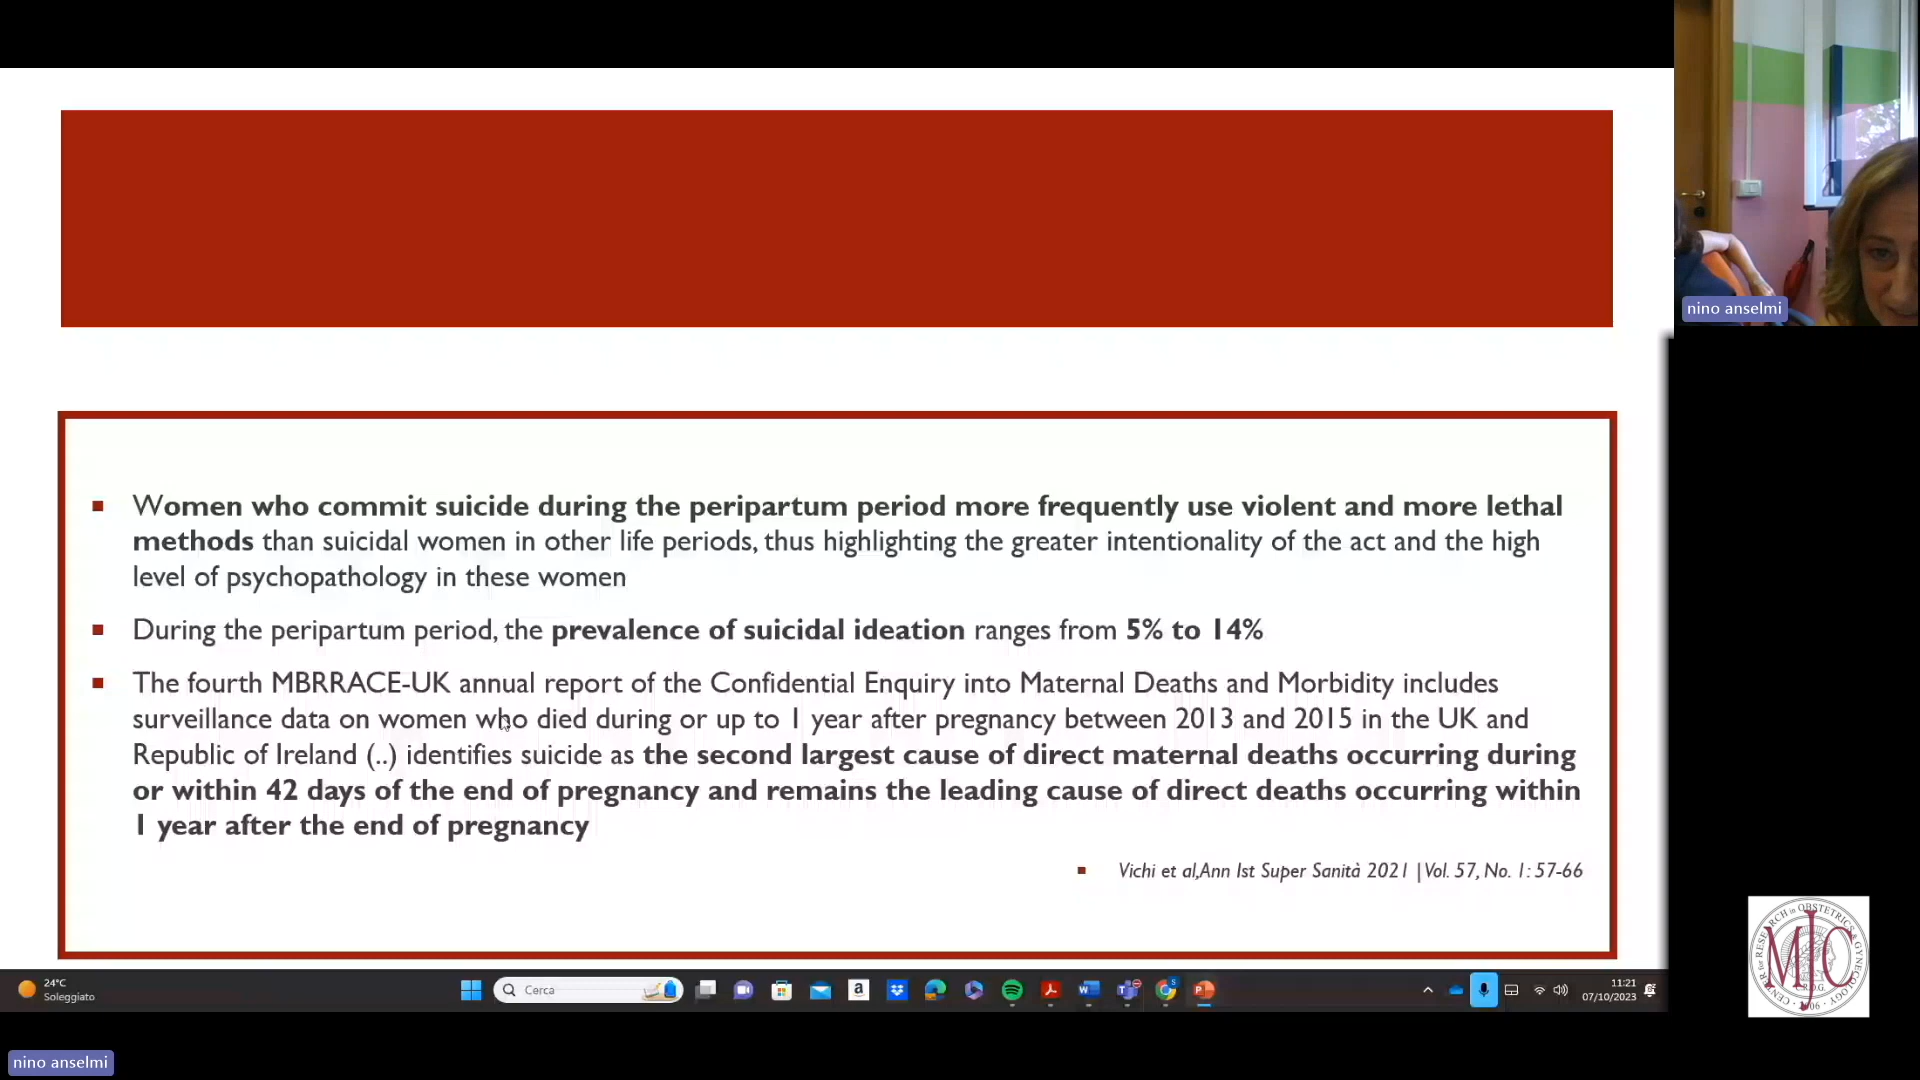 Women who commit suicide during the peripartum period more frequently use violent and more lethal
methods than suicidal women in other life periods, thus highlighting the greater intentionality of the act and the high
level of psychopathology in these women
During the peripartum period, the prevalence of suicidal ideation ranges from 5% to 14%
The fourth MBRRACE-UK annual report of the Confidential Enquiry into Maternal Deaths and Morbidity includes
surveillance data on women who died during or up to 1 year after pregnancy between 2013 and 2015 in the UK and
Republic of Ireland (..) identifies suicide as the second largest cause of direct maternal deaths occurring during
or within 42 days of the end of pregnancy and remains the leading cause of direct deaths occurring within
1 year after the end of pregnancy
Vichi et al,Ann Ist Super Sanità 2021 |Vol. 57, No. 1: 57-66
nino anselmi
24°C
Soleggiato
Cerca
11:21
07/10/2023
CENTER for RESEARCH in OBSTETRICS & GYNECOLOGY
MJC
C.R.O.G.
2006
nino anselmi